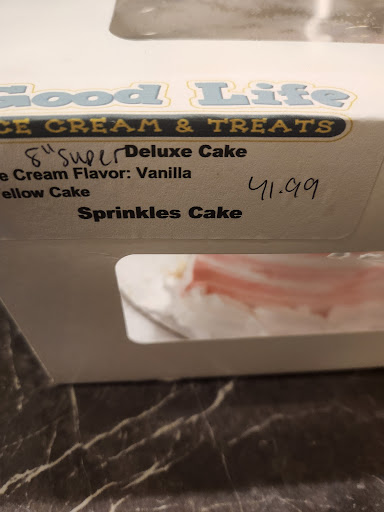 Good Life
CE CREAM & TREATS
8" super Deluxe Cake
e Cream Flavor: Vanilla
ellow Cake
41.99
Sprinkles Cake